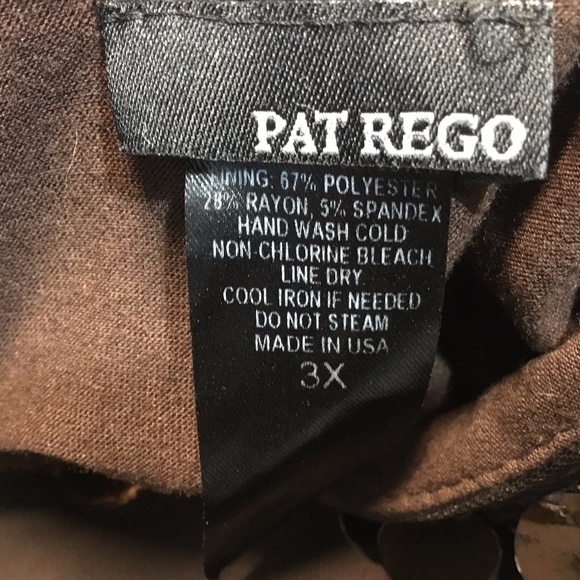 PAT REGO
LINING: 67% POLYESTER
28% RAYON, 5% SPANDEX
HAND WASH COLD
NON-CHLORINE BLEACH
LINE DRY
COOL IRON IF NEEDED
DO NOT STEAM
MADE IN USA
3X